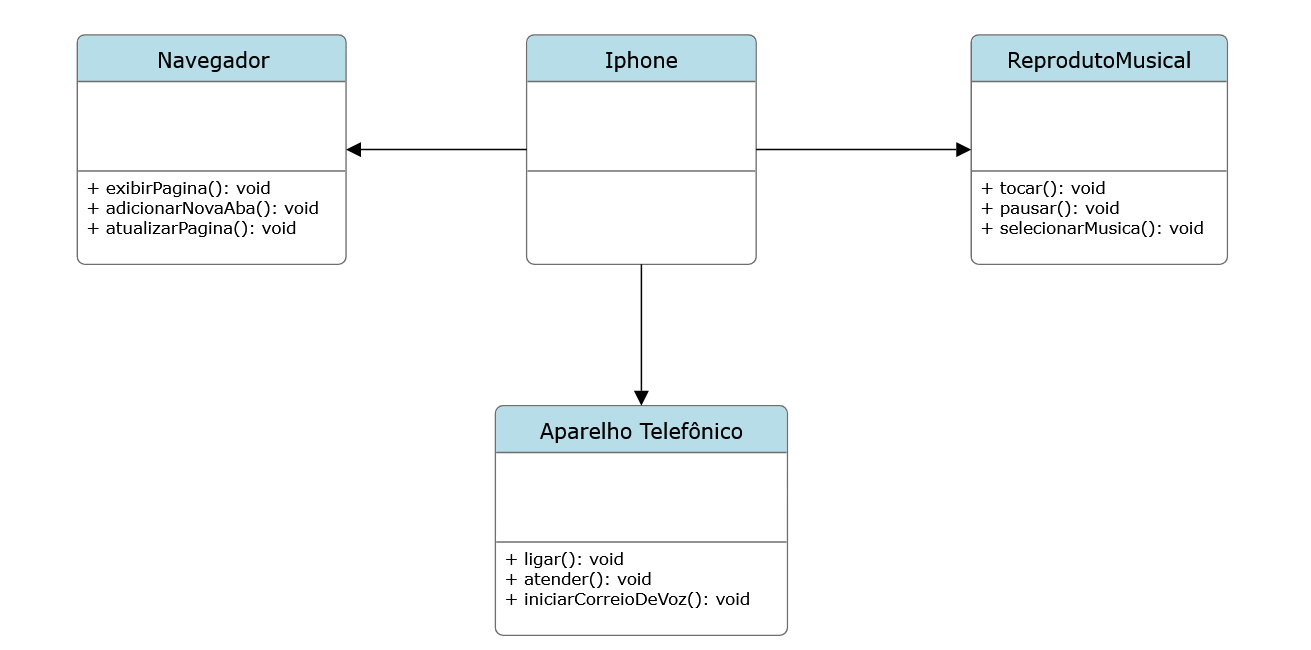 Navegador
+ exibirPagina(): void
+ adicionarNovaAba(): void
+ atualizarPagina(): void
Iphone
ReprodutoMusical
+ tocar(): void
+ pausar(): void
+ selecionarMusica(): void
Aparelho Telefônico
+ ligar(): void
+ atender(): void
+ iniciarCorreioDeVoz(): void